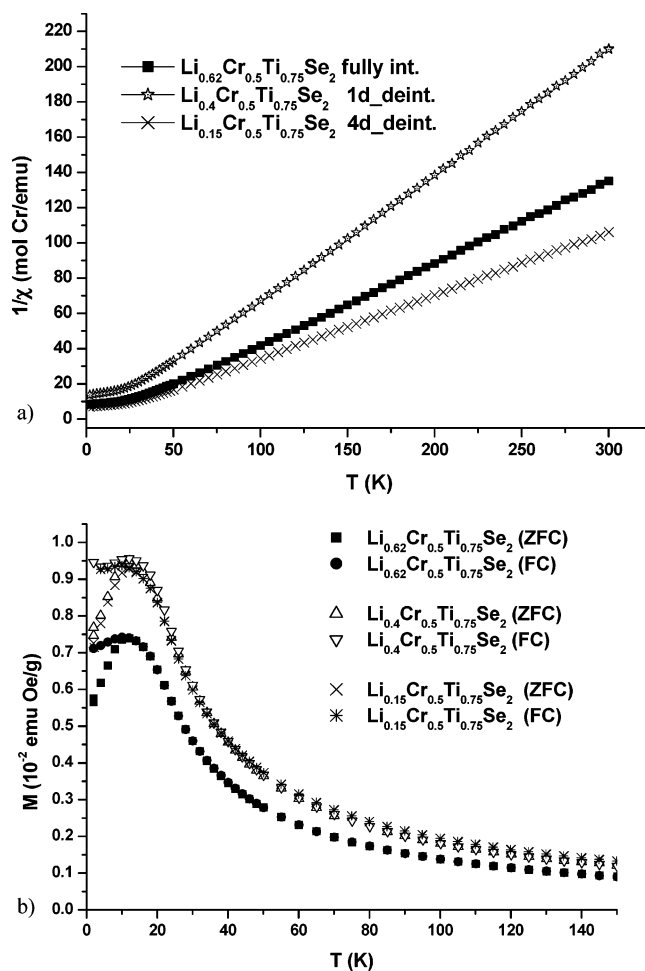 220
200
180
160
140
120
100
80
60
40
20
0
1/χ (mol Cr/emu)
Li0.62Cr0.5Ti0.75Se2 fully int.
Li0.4Cr0.5Ti0.75Se2 1d_deint.
Li0.15Cr0.5Ti0.75Se2 4d_deint.
a)
0 50 100 150 200 250 300
T (K)
1.0
0.9
0.8
0.7
0.6
0.5
0.4
0.3
0.2
0.1
0.0
M (10-2 emu Oe/g)
Li0.62Cr0.5Ti0.75Se2 (ZFC)
Li0.62Cr0.5Ti0.75Se2 (FC)
Li0.4Cr0.5Ti0.75Se2 (ZFC)
Li0.4Cr0.5Ti0.75Se2 (FC)
Li0.15Cr0.5Ti0.75Se2 (ZFC)
Li0.15Cr0.5Ti0.75Se2 (FC)
b)
0 20 40 60 80 100 120 140
T (K)